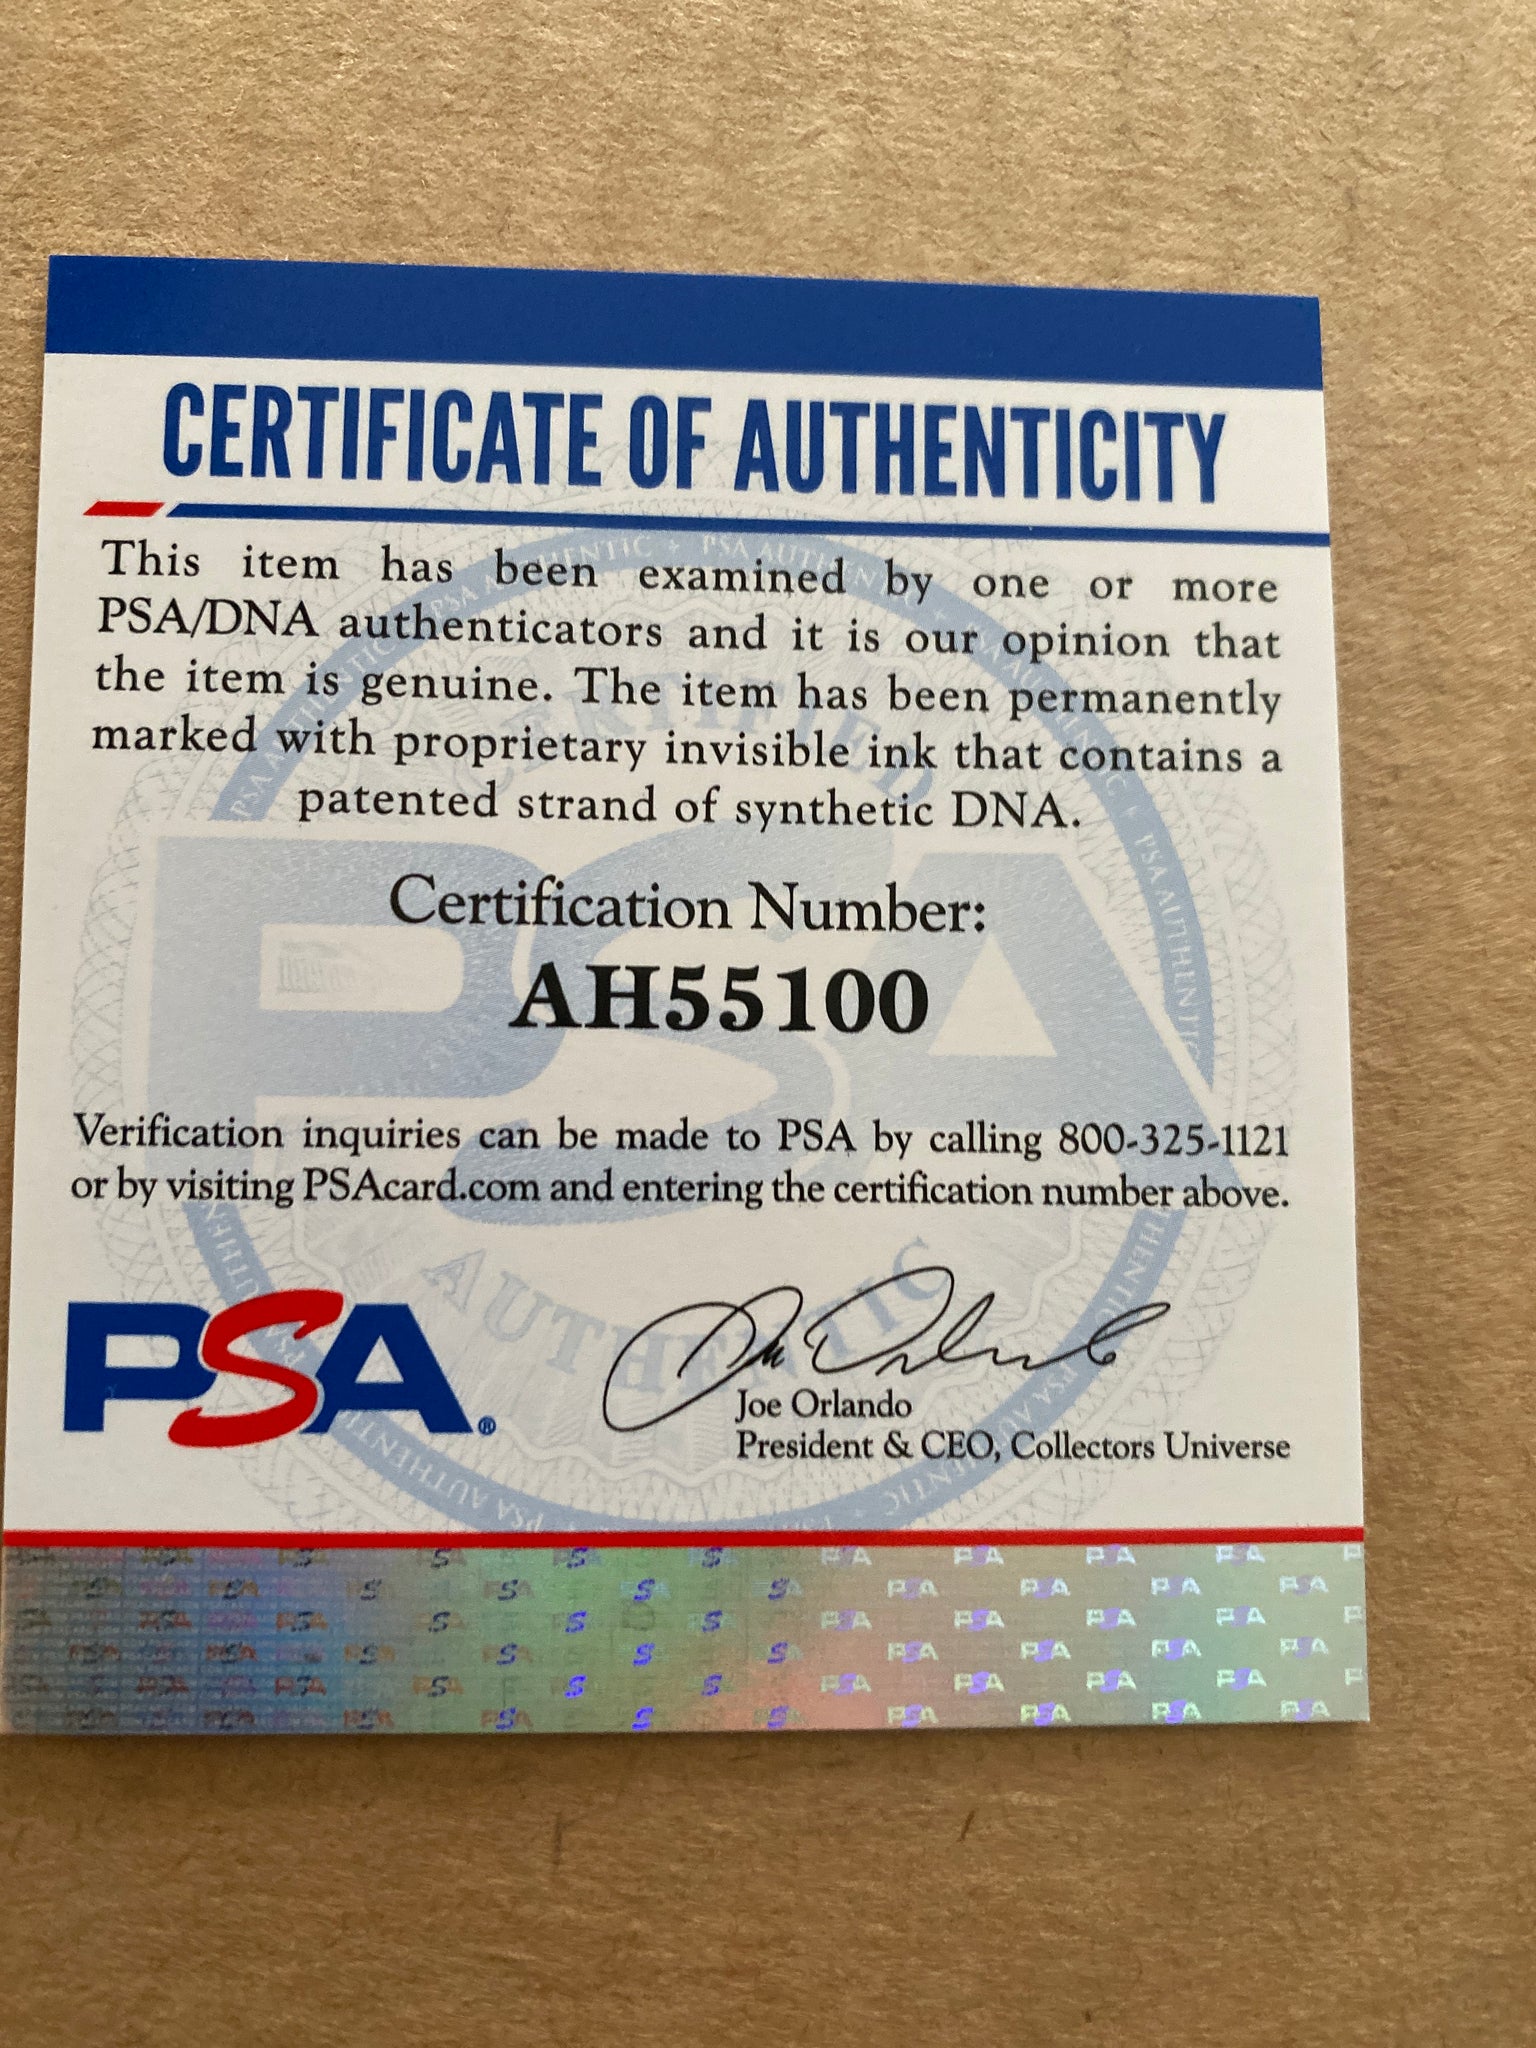 CERTIFICATE OF AUTHENTICITY
This item has been examined by one or more
PSA/DNA authenticators and it is our opinion that
the item is genuine. The item has been permanently
marked with proprietary invisible ink that contains a
patented strand of synthetic DNA.
Certification Number:
AH55100
Verification inquiries can be made to PSA by calling 800-325-1121
or by visiting PSAcard.com and entering the certification number above.
PSA®
Joe Orlando
President & CEO, Collectors Universe
CERTIFIED
PSA
AUTHENTIC